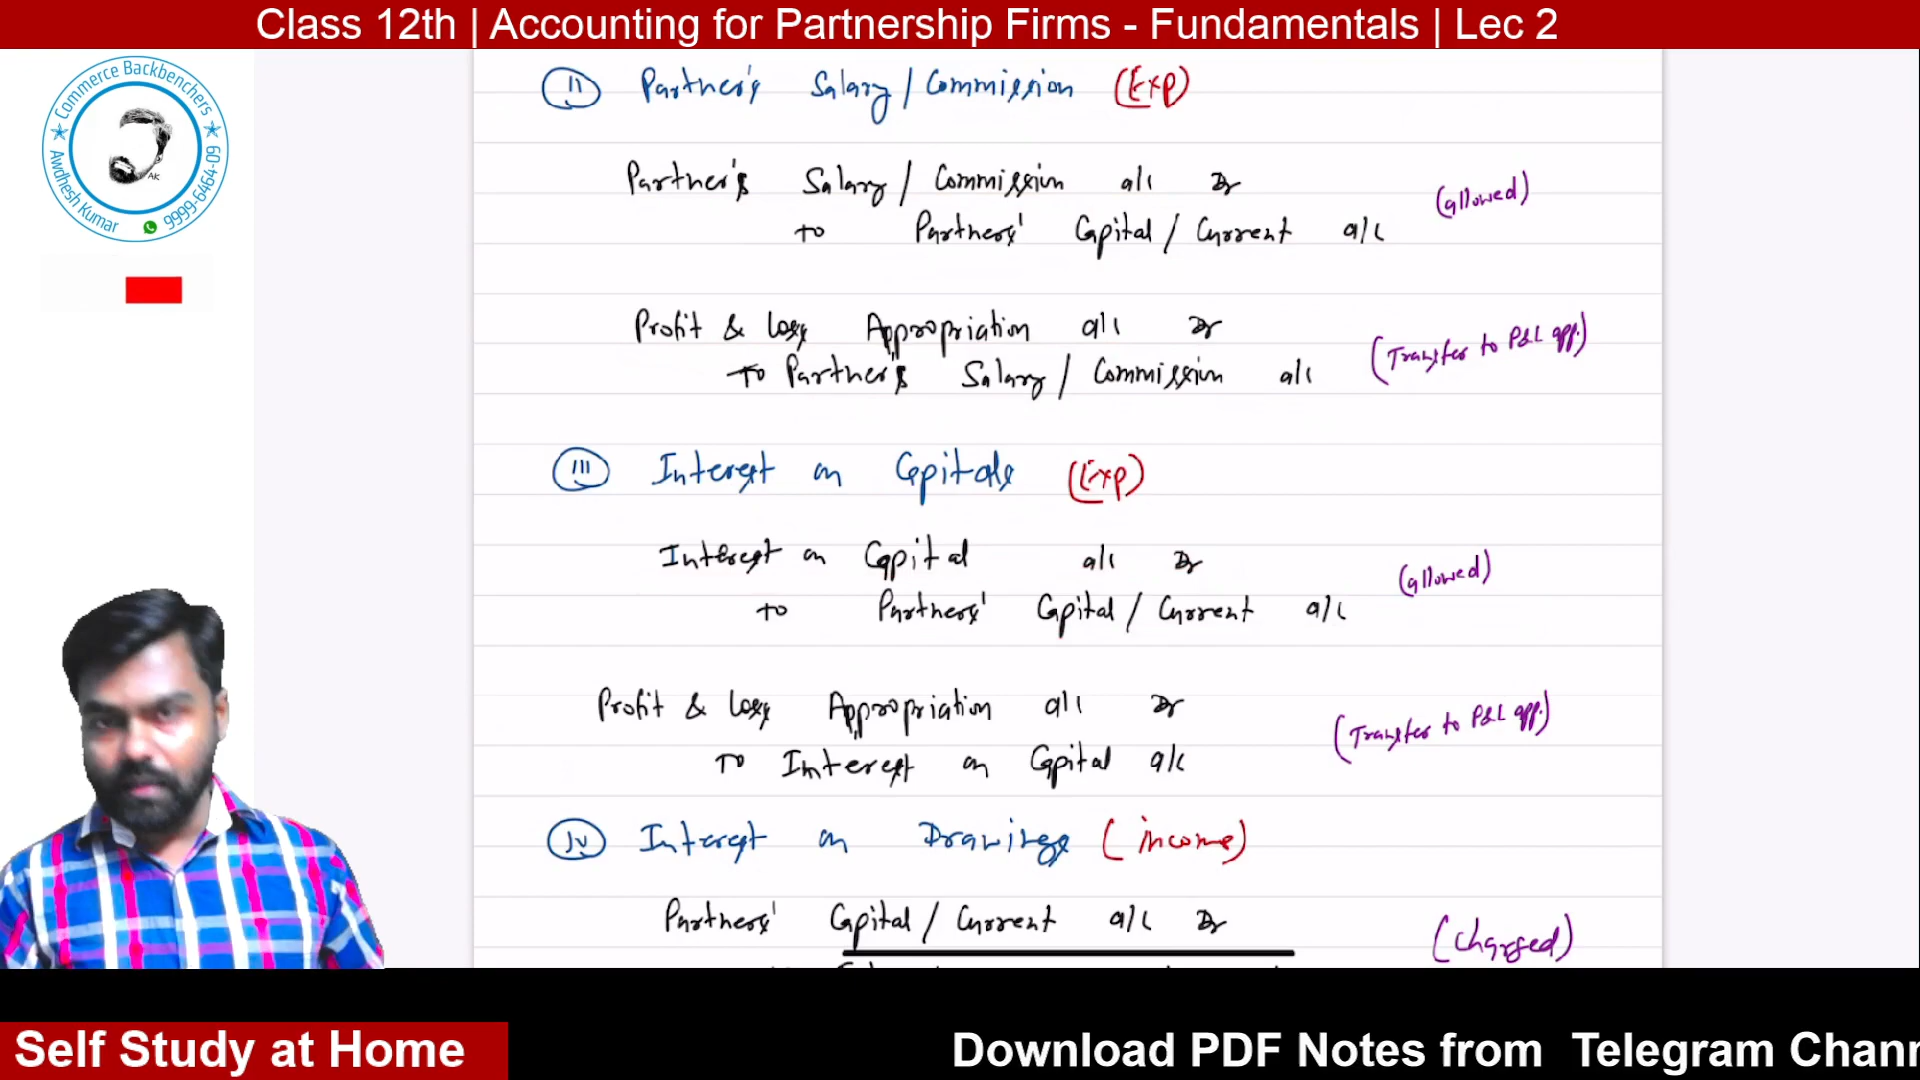 Class 12th | Accounting for Partnership Firms - Fundamentals | Lec 2
Commerce Backbenchers
Awdhesh Kumar
9999-6464-09
AK
(ii) Partner's Salary / Commission (Exp)
Partner's Salary / Commission a/c Dr
To Partners' Capital / Current a/c
(allowed)
Profit & Loss Appropriation a/c Dr
To Partner's Salary / Commission a/c
(Transfer to P&L app.)
(iii) Interest on Capitals (Exp)
Interest on Capital a/c Dr
To Partners' Capital / Current a/c
(allowed)
Profit & Loss Appropriation a/c Dr
To Interest on Capital a/c
(Transfer to P&L app.)
(iv) Interest on Drawings (income)
Partners' Capital / Current a/c Dr
(charged)
Self Study at Home
Download PDF Notes from Telegram Chann